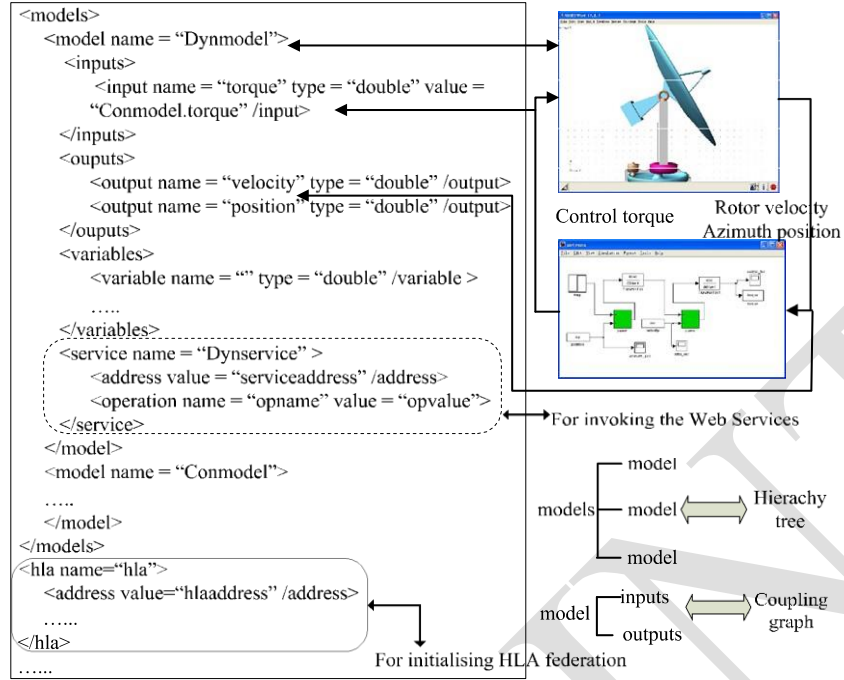 <models>
<model name = “Dynmodel”>
<inputs>
<input name = “torque” type = “double” value =
“Conmodel.torque” /input>
</inputs>
<ouputs>
<output name = “velocity” type = “double” /output>
<output name = “position” type = “double” /output>
</ouputs>
<variables>
<variable name = “” type = “double” /variable >
…..
</variables>
<service name = “Dynservice” >
<address value = “serviceaddress” /address>
<operation name = “opname” value = “opvalue”>
</service>
</model>
<model name = “Conmodel”>
…..
</model>
</models>
<hla name=“hla”>
<address value=“hlaaddress” /address>
…...
</hla>
…...
Control torque
Rotor velocity
Azimuth position
For invoking the Web Services
models
model
model
model
Hierachy
tree
model
inputs
outputs
Coupling
graph
For initialising HLA federation